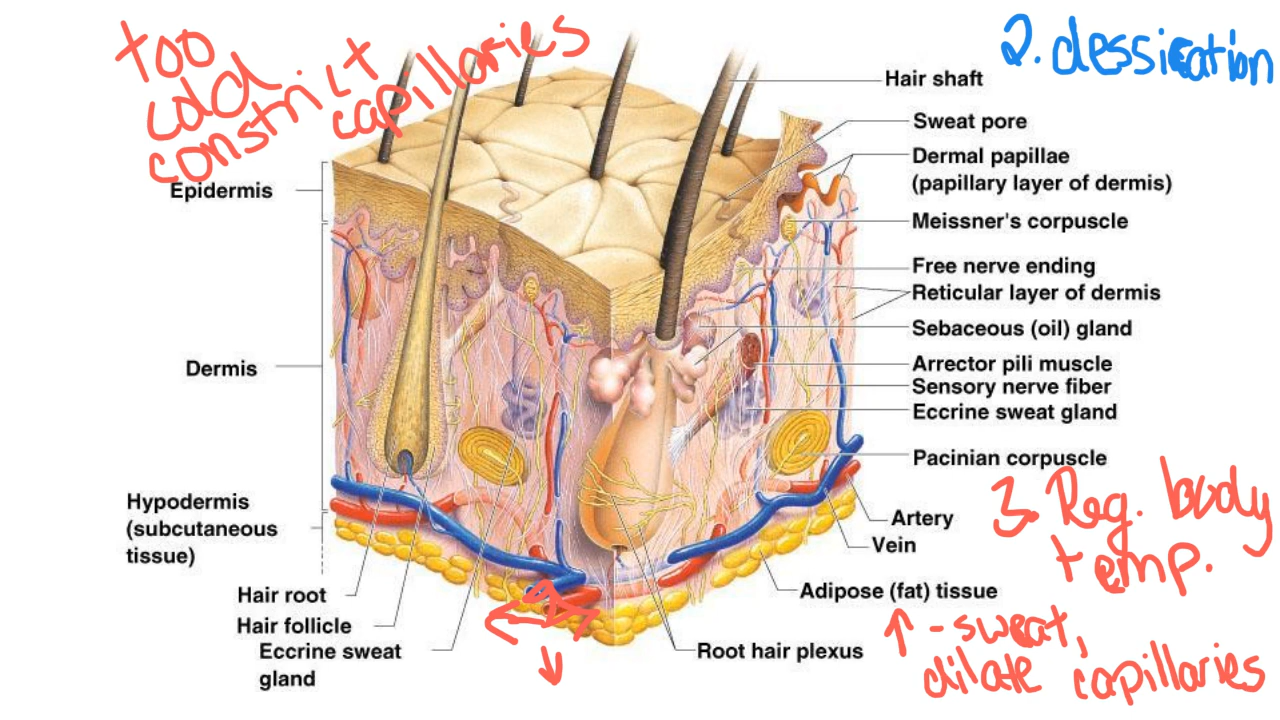 too
cold
constrict
capillaries
2. dessication
Hair shaft
Sweat pore
Dermal papillae
(papillary layer of dermis)
Meissner's corpuscle
Free nerve ending
Reticular layer of dermis
Sebaceous (oil) gland
Arrector pili muscle
Sensory nerve fiber
Eccrine sweat gland
Pacinian corpuscle
3. Reg. body
temp.
Artery
Vein
Adipose (fat) tissue
↑ - sweat,
dilate capillaries
Root hair plexus
Epidermis
Dermis
Hypodermis
(subcutaneous
tissue)
Hair root
Hair follicle
Eccrine sweat
gland